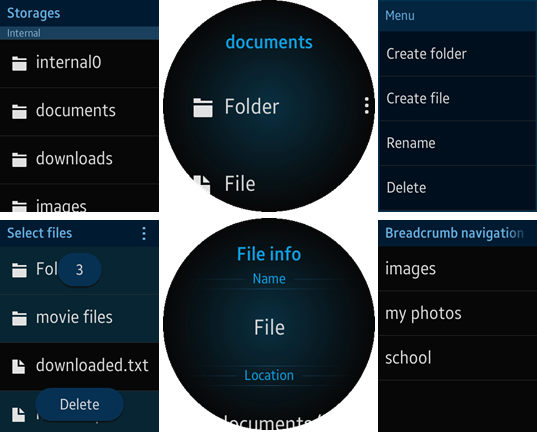 Storages
Internal
internal0
documents
downloads
images
documents
Folder
File
Menu
Create folder
Create file
Rename
Delete
Select files
3
movie files
downloaded.txt
Delete
File info
Name
File
Location
Breadcrumb navigation
images
my photos
school